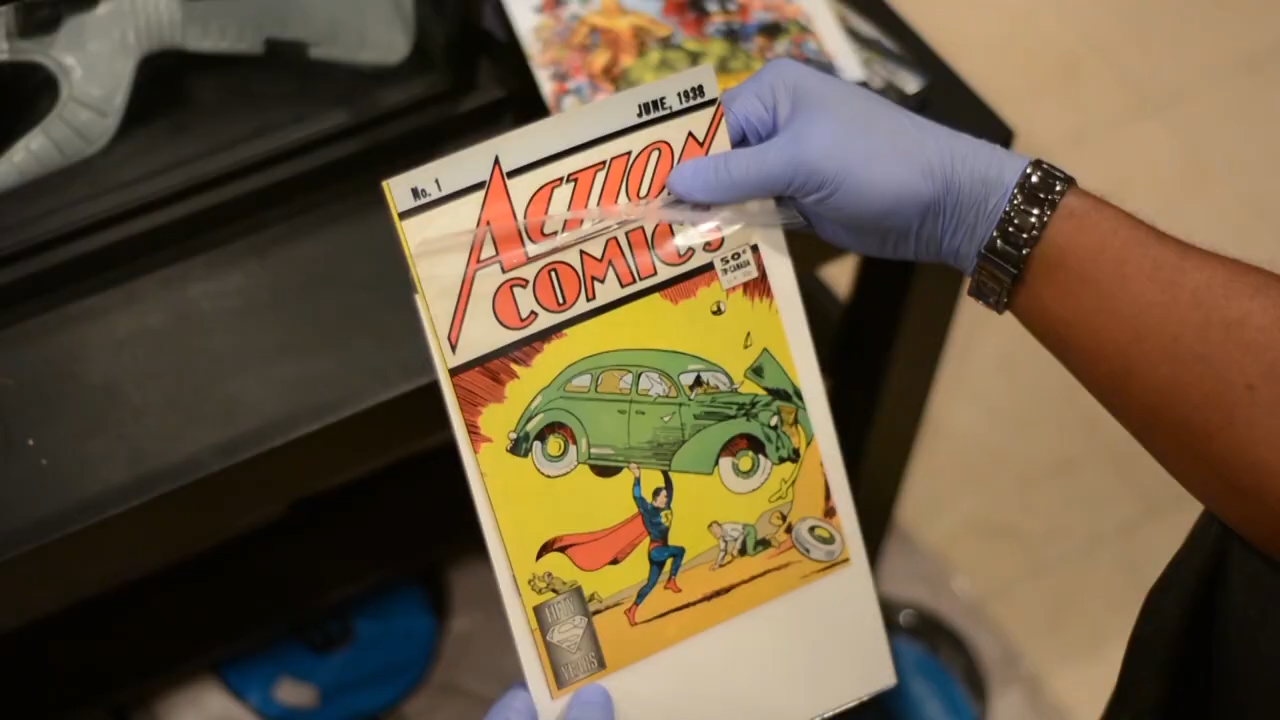 JUNE, 1938
No. 1
ACTION
COMICS
50¢
IN CANADA
FIFTY
YEARS